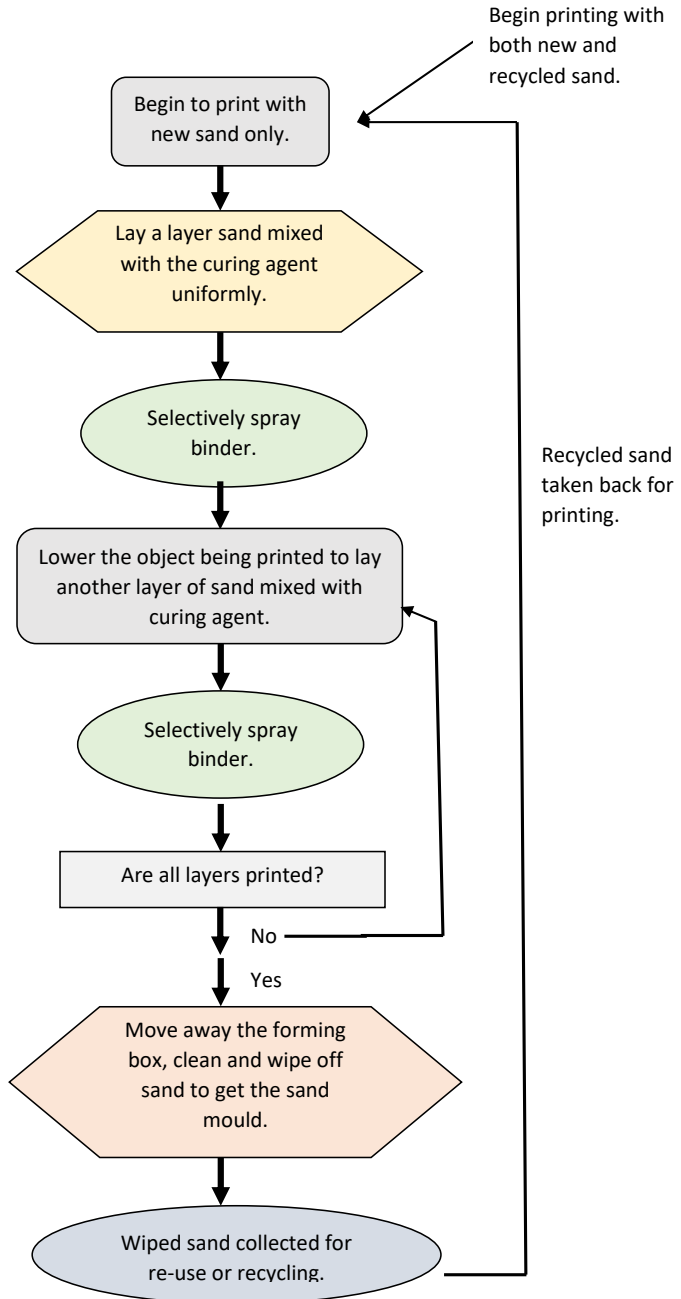 Begin printing with
both new and
recycled sand.
Begin to print with
new sand only.
Lay a layer sand mixed
with the curing agent
uniformly.
Selectively spray
binder.
Lower the object being printed to lay
another layer of sand mixed with
curing agent.
Recycled sand
taken back for
printing.
Selectively spray
binder.
Are all layers printed?
No
Yes
Move away the forming
box, clean and wipe off
sand to get the sand
mould.
Wiped sand collected for
re-use or recycling.